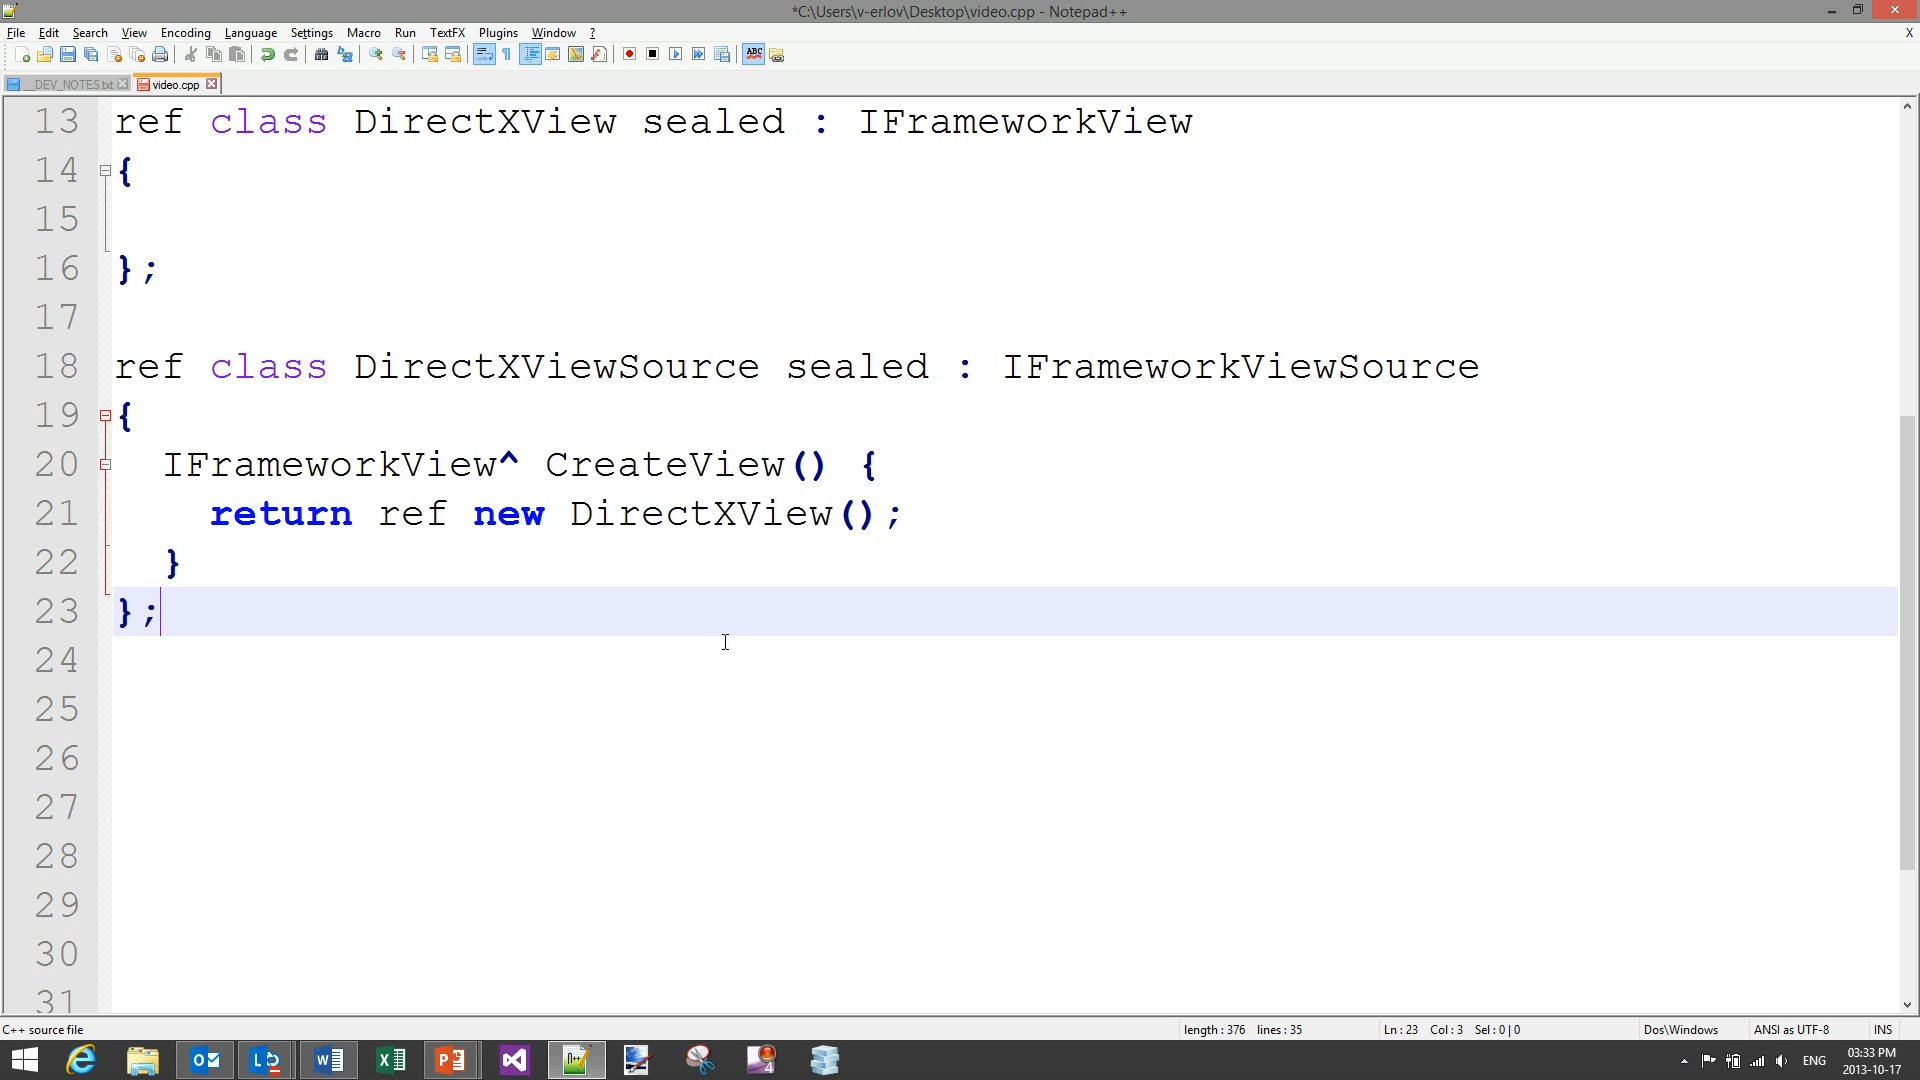 *C:\Users\v-erlov\Desktop\video.cpp - Notepad++
File Edit Search View Encoding Language Settings Macro Run TextFX Plugins Window ? X
__DEV_NOTES.txt video.cpp
13 ref class DirectXView sealed : IFrameworkView
14 {
15
16 };
17
18 ref class DirectXViewSource sealed : IFrameworkViewSource
19 {
20 IFrameworkView^ CreateView() {
21 return ref new DirectXView();
22 }
23 };
24
25
26
27
28
29
30
31
C++ source file length : 376 lines : 35 Ln : 23 Col : 3 Sel : 0 | 0 Dos\Windows ANSI as UTF-8 INS
ENG 03:33 PM
2013-10-17